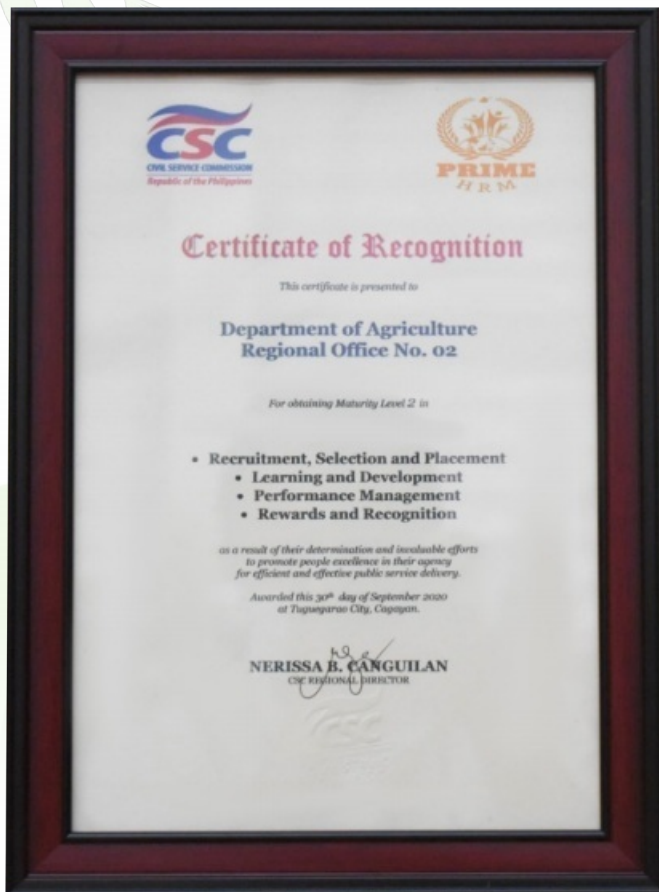 CSC
CIVIL SERVICE COMMISSION
Republic of the Philippines
PRIME
HRM
Certificate of Recognition
This certificate is presented to
Department of Agriculture
Regional Office No. 02
For obtaining Maturity Level 2 in
• Recruitment, Selection and Placement
• Learning and Development
• Performance Management
• Rewards and Recognition
as a result of their determination and invaluable efforts
to promote people excellence in their agency
for efficient and effective public service delivery.
Awarded this 30th day of September 2020
at Tuguegarao City, Cagayan.
NERISSA B. CANGUILAN
CSC REGIONAL DIRECTOR
CSC